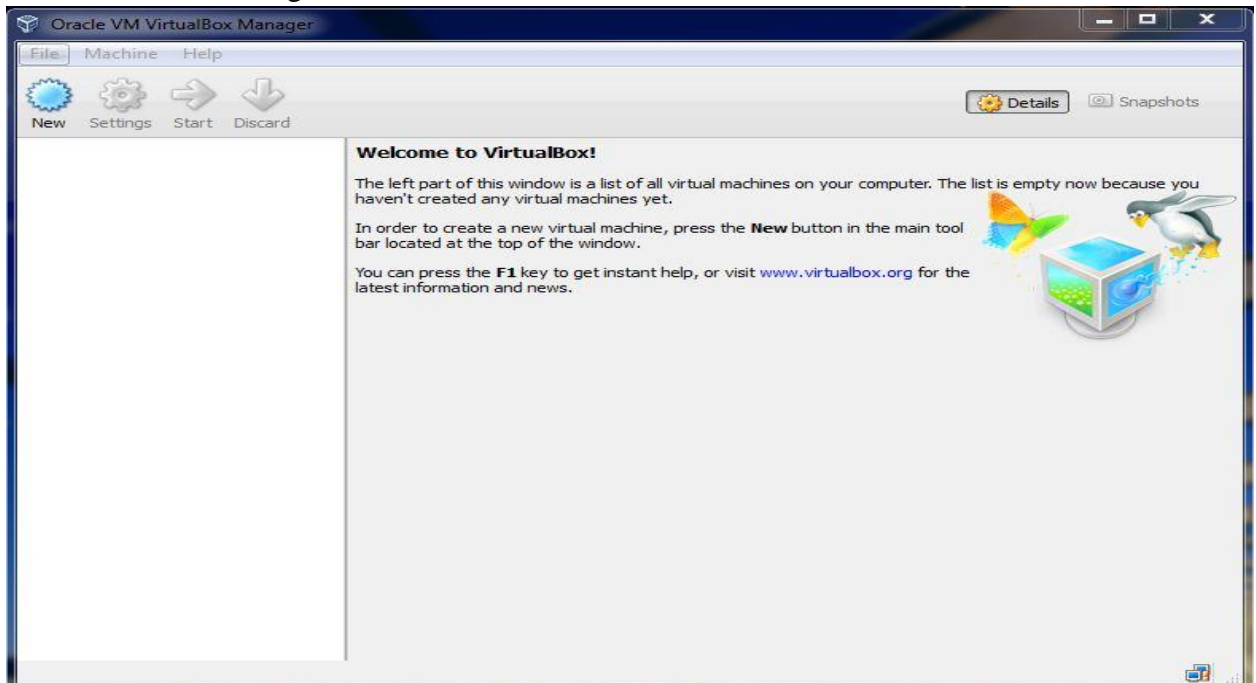 Oracle VM VirtualBox Manager
File Machine Help
New Settings Start Discard
Details Snapshots
Welcome to VirtualBox!
The left part of this window is a list of all virtual machines on your computer. The list is empty now because you
haven't created any virtual machines yet.
In order to create a new virtual machine, press the New button in the main tool
bar located at the top of the window.
You can press the F1 key to get instant help, or visit www.virtualbox.org for the
latest information and news.